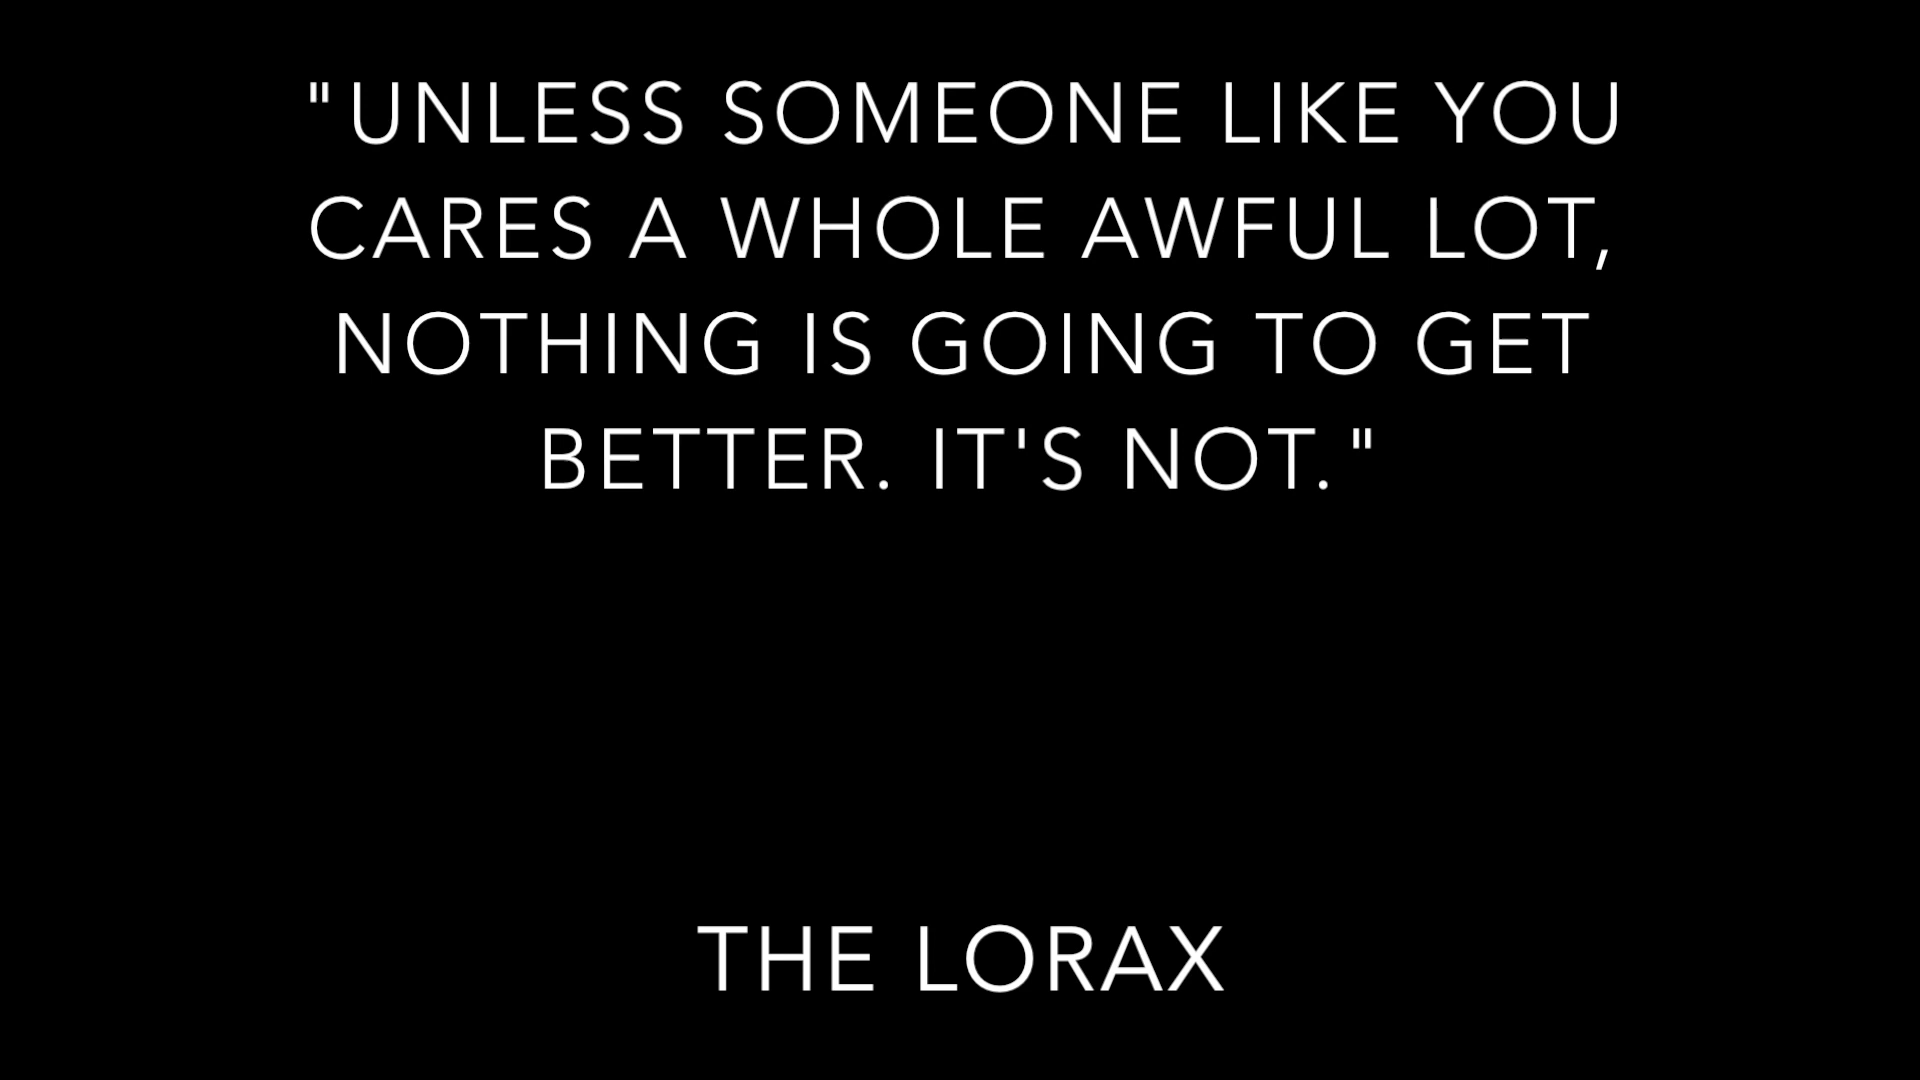 "UNLESS SOMEONE LIKE YOU
CARES A WHOLE AWFUL LOT,
NOTHING IS GOING TO GET
BETTER. IT'S NOT."
THE LORAX